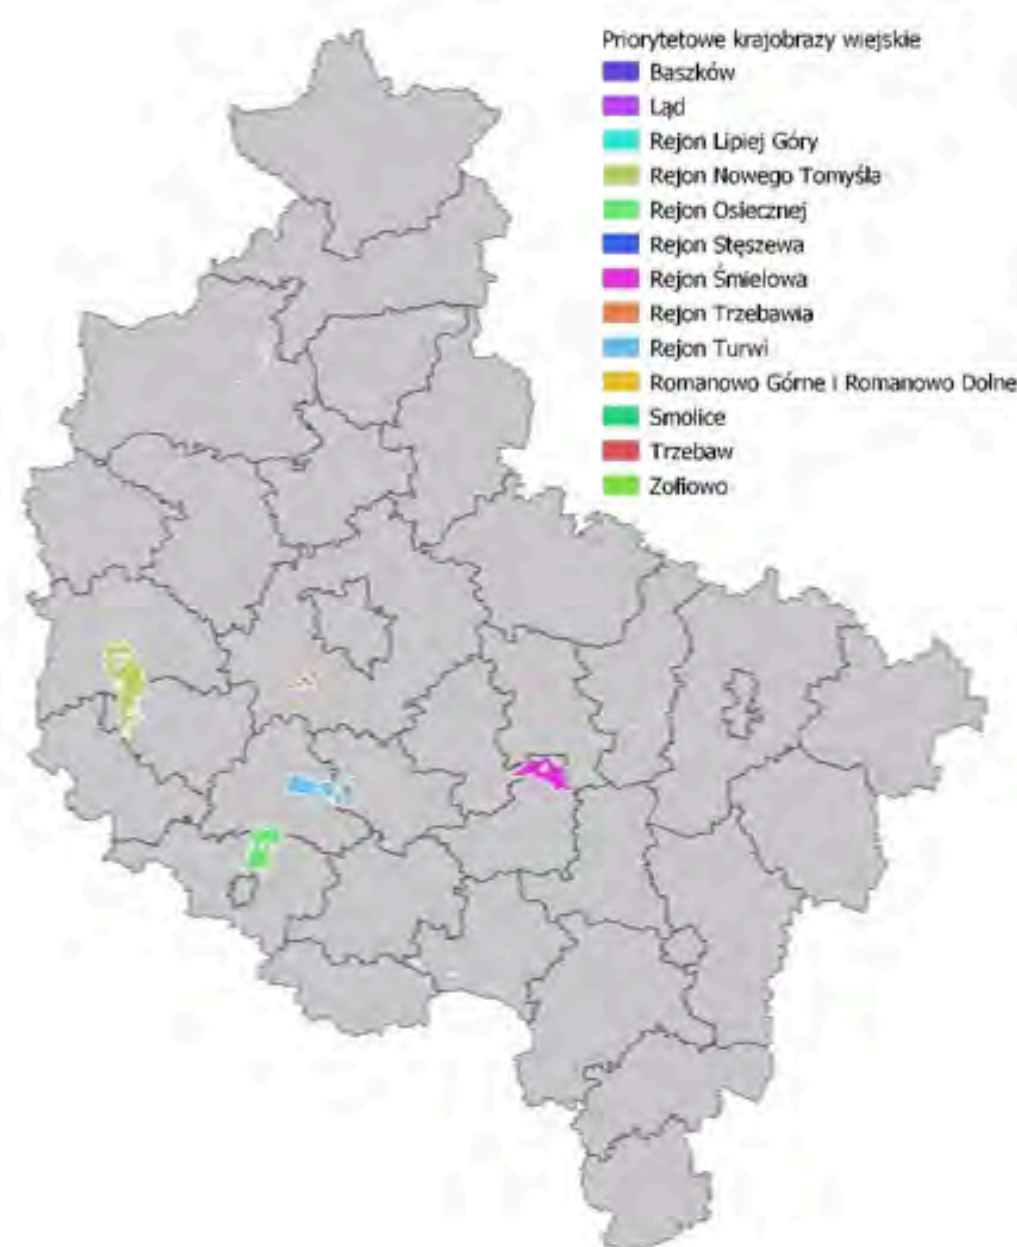 Priorytetowe krajobrazy wiejskie
Baszków
Ląd
Rejon Lipiej Góry
Rejon Nowego Tomyśla
Rejon Osiecznej
Rejon Stęszewa
Rejon Śmielowa
Rejon Trzebawia
Rejon Turwi
Romanowo Górne i Romanowo Dolne
Smolice
Trzebaw
Zofiowo